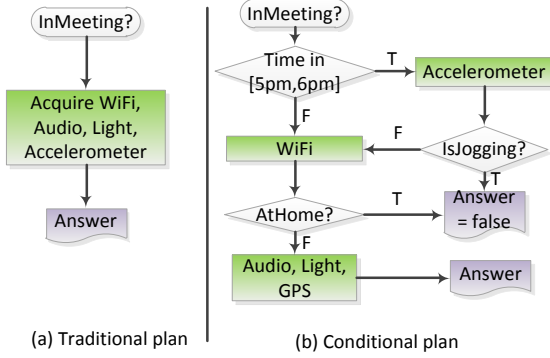 InMeeting?
Acquire WiFi,
Audio, Light,
Accelerometer
Answer
(a) Traditional plan
InMeeting?
Time in
[5pm,6pm]
T
Accelerometer
F
F
WiFi
IsJogging?
T
AtHome?
T
Answer
= false
F
Audio, Light,
GPS
Answer
(b) Conditional plan